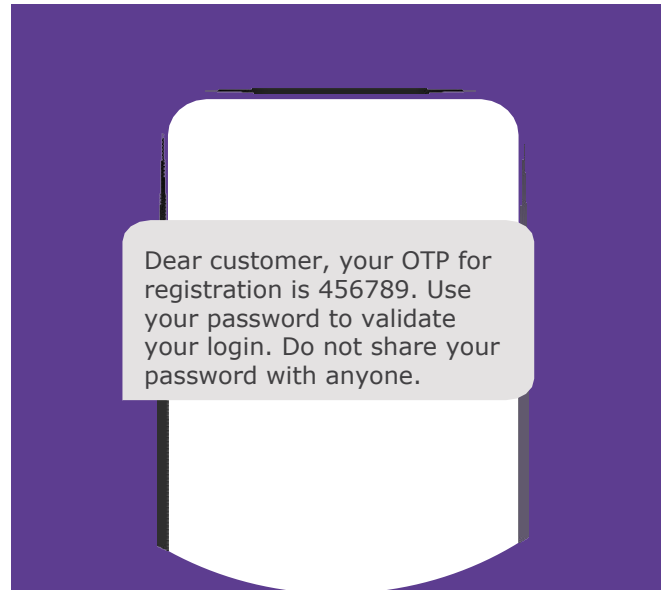 Dear customer, your OTP for
registration is 456789. Use
your password to validate
your login. Do not share your
password with anyone.